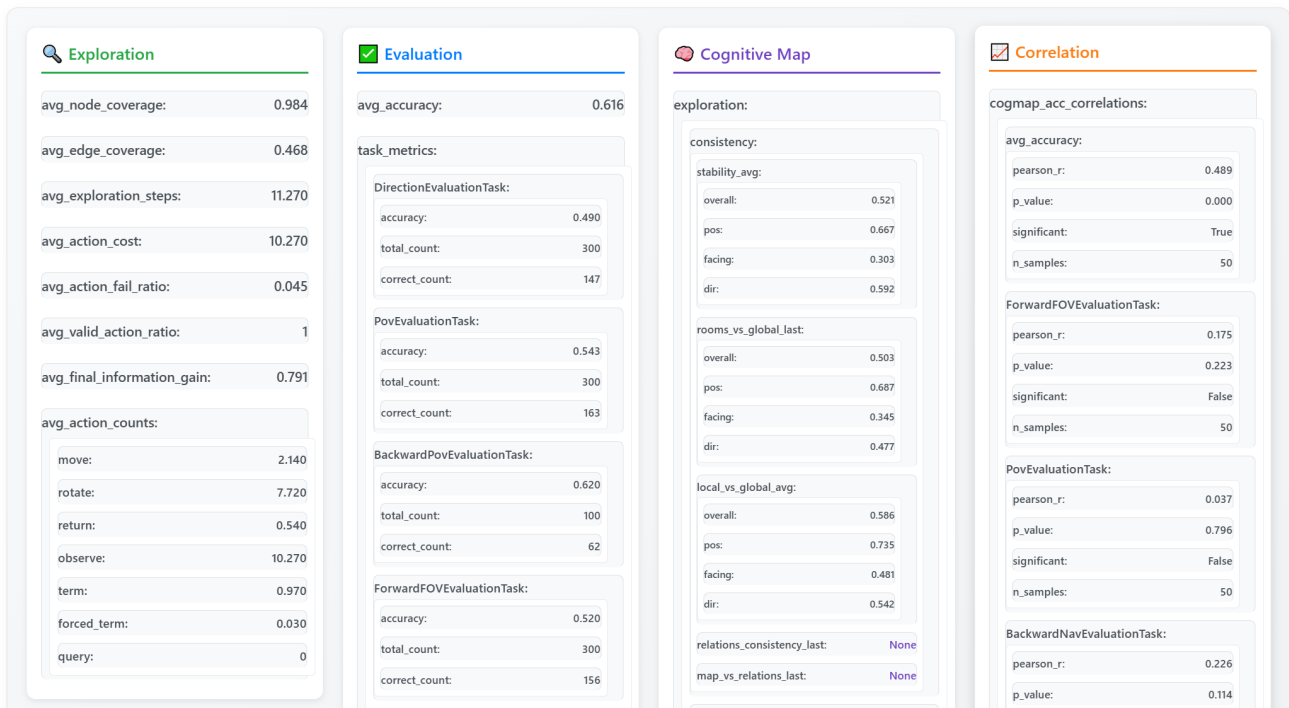 Exploration
avg_node_coverage: 0.984
avg_edge_coverage: 0.468
avg_exploration_steps: 11.270
avg_action_cost: 10.270
avg_action_fail_ratio: 0.045
avg_valid_action_ratio: 1
avg_final_information_gain: 0.791
avg_action_counts:
move: 2.140
rotate: 7.720
return: 0.540
observe: 10.270
term: 0.970
forced_term: 0.030
query: 0
Evaluation
avg_accuracy: 0.616
task_metrics:
DirectionEvaluationTask:
accuracy: 0.490
total_count: 300
correct_count: 147
PovEvaluationTask:
accuracy: 0.543
total_count: 300
correct_count: 163
BackwardPovEvaluationTask:
accuracy: 0.620
total_count: 100
correct_count: 62
ForwardFOVEvaluationTask:
accuracy: 0.520
total_count: 300
correct_count: 156
Cognitive Map
exploration:
consistency:
stability_avg:
overall: 0.521
pos: 0.667
facing: 0.303
dir: 0.592
rooms_vs_global_last:
overall: 0.503
pos: 0.687
facing: 0.345
dir: 0.477
local_vs_global_avg:
overall: 0.586
pos: 0.735
facing: 0.481
dir: 0.542
relations_consistency_last: None
map_vs_relations_last: None
Correlation
cogmap_acc_correlations:
avg_accuracy:
pearson_r: 0.489
p_value: 0.000
significant: True
n_samples: 50
ForwardFOVEvaluationTask:
pearson_r: 0.175
p_value: 0.223
significant: False
n_samples: 50
PovEvaluationTask:
pearson_r: 0.037
p_value: 0.796
significant: False
n_samples: 50
BackwardNavEvaluationTask:
pearson_r: 0.226
p_value: 0.114